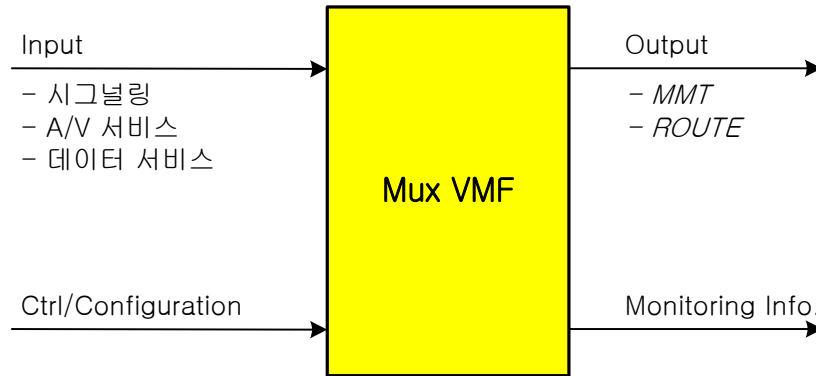 Input
- 시그널링
- A/V 서비스
- 데이터 서비스
Ctrl/Configuration
Mux VMF
Output
- MMT
- ROUTE
Monitoring Info.